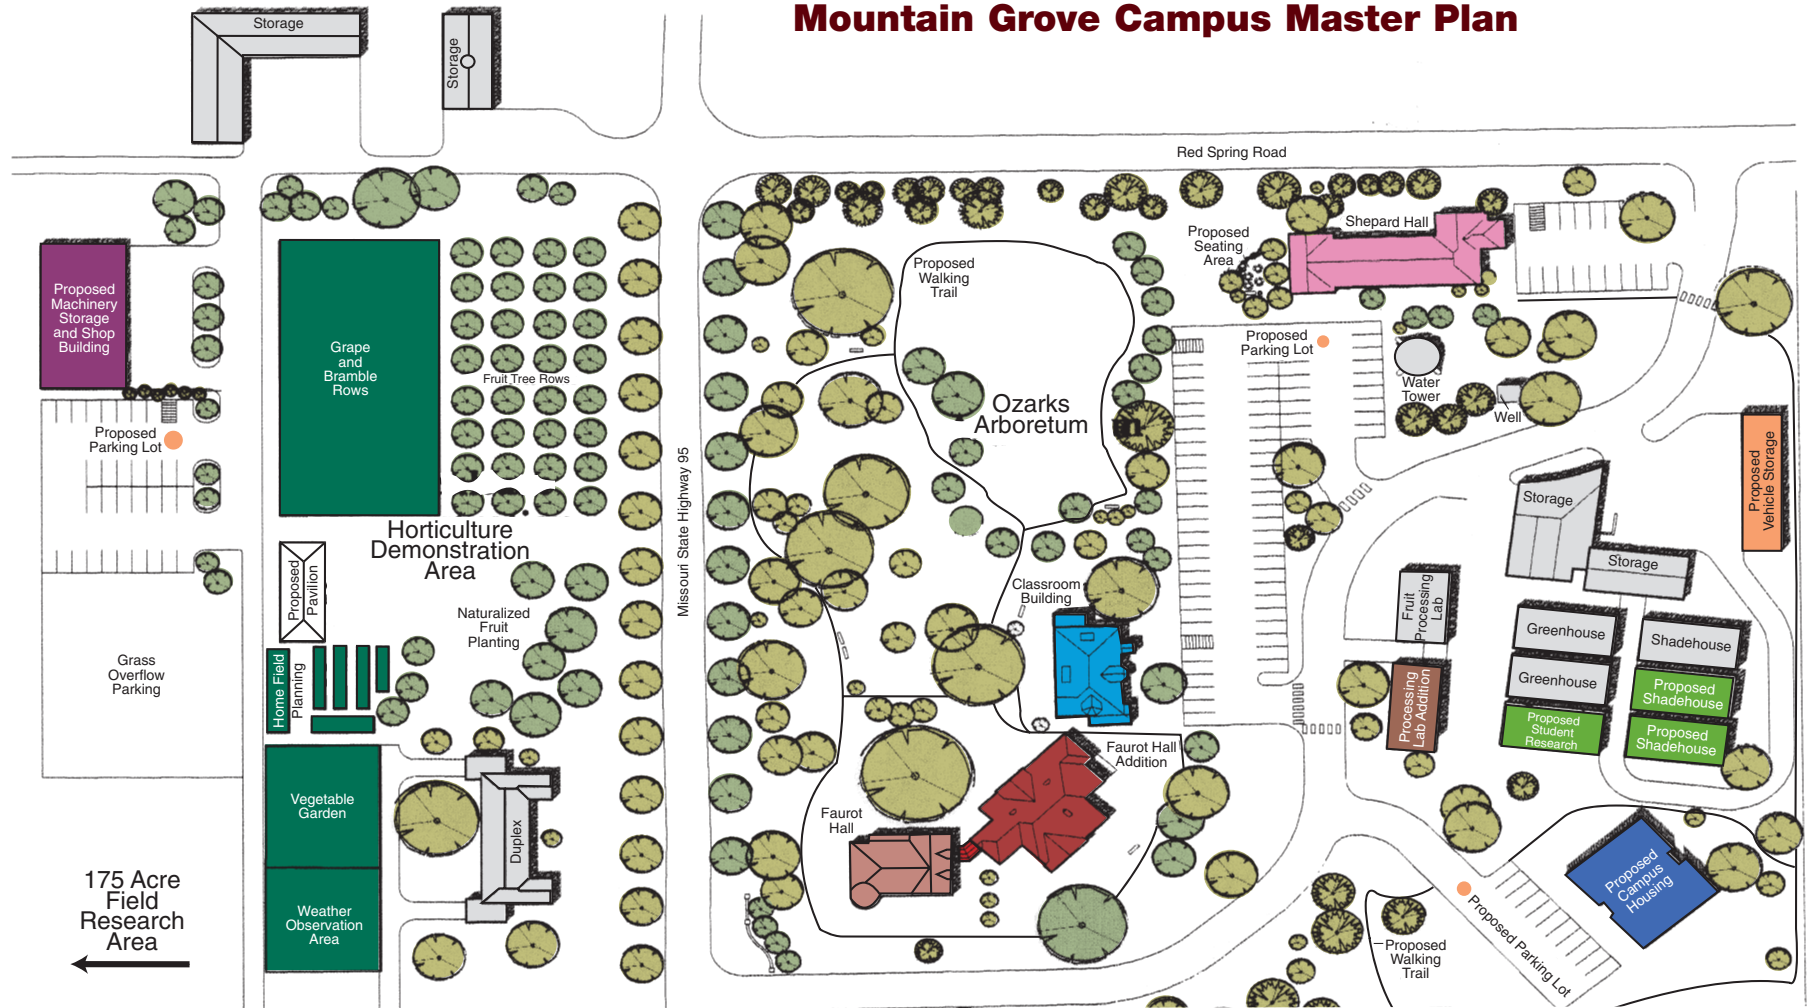 Mountain Grove Campus Master Plan
Storage
Storage
Red Spring Road
Shepard Hall
Proposed
Seating
Area
Proposed
Walking
Trail
Proposed
Machinery
Storage
and Shop
Building
Grape
and
Bramble
Rows
Fruit Tree Rows
Proposed
Parking Lot
Water
Tower
Well
Ozarks
Arboretum
Proposed
Parking Lot
Missouri State Highway 95
Proposed
Vehicle Storage
Storage
Storage
Horticulture
Demonstration
Area
Proposed
Pavilion
Classroom
Building
Fruit
Processing
Lab
Naturalized
Fruit
Planting
Greenhouse
Shadehouse
Grass
Overflow
Parking
Home Field
Planning
Greenhouse
Proposed
Shadehouse
Processing
Lab Addition
Proposed
Student
Research
Proposed
Shadehouse
Faurot Hall
Addition
Vegetable
Garden
Duplex
Faurot
Hall
175 Acre
Field
Research
Area
Weather
Observation
Area
Proposed
Campus
Housing
Proposed Parking Lot
Proposed
Walking
Trail